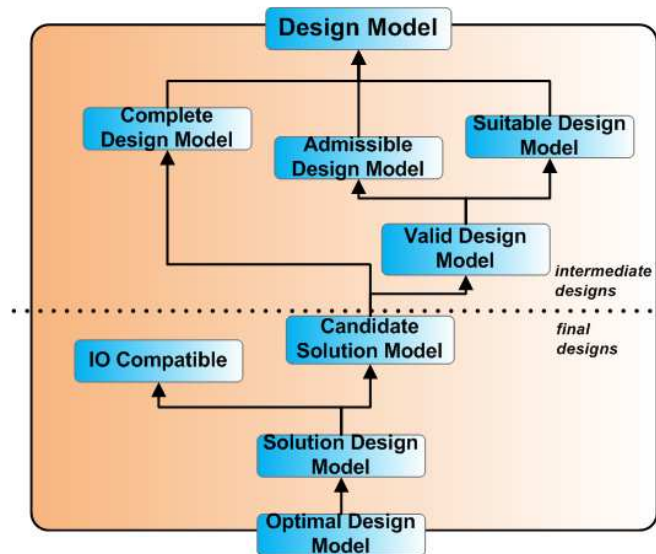 Design Model
Complete
Design Model
Admissible
Design Model
Suitable Design
Model
Valid Design
Model
intermediate
designs
final
designs
Candidate
Solution Model
IO Compatible
Solution Design
Model
Optimal Design
Model